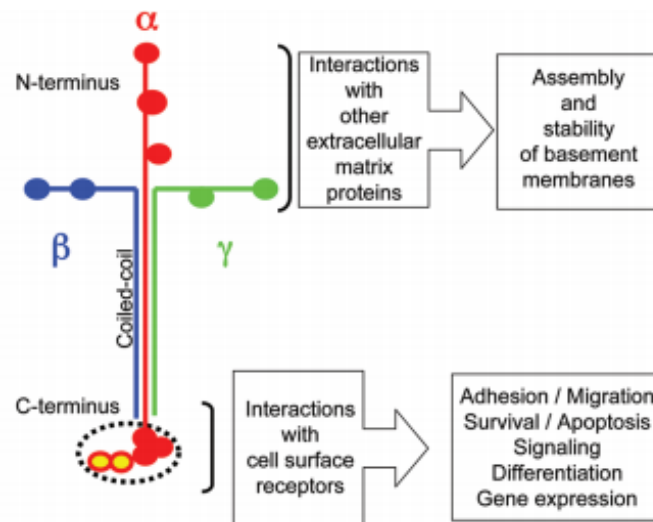 α
N-terminus
Interactions
with
other
extracellular
matrix
proteins
Assembly
and
stability
of basement
membranes
β
γ
Coiled-coil
C-terminus
Interactions
with
cell surface
receptors
Adhesion / Migration
Survival / Apoptosis
Signaling
Differentiation
Gene expression